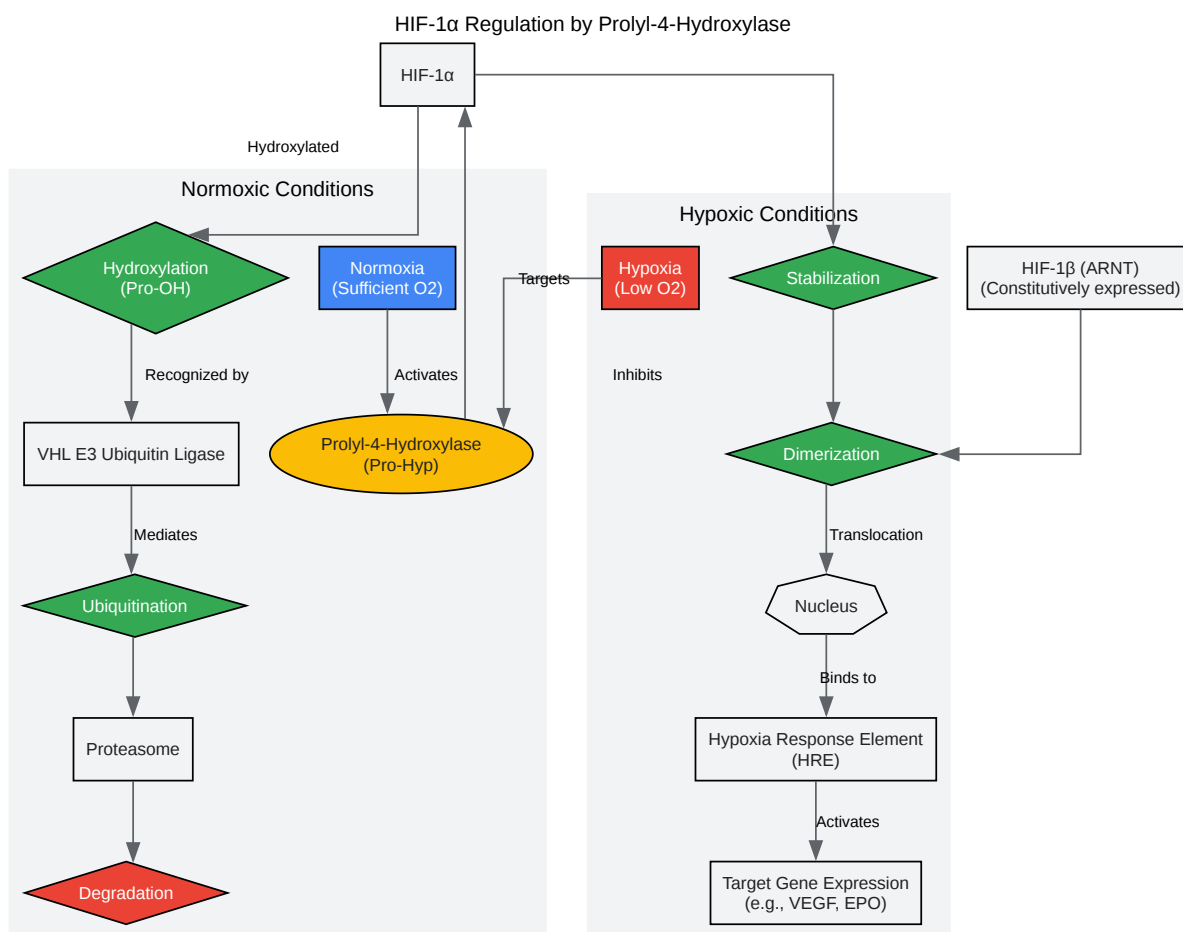 HIF-1α Regulation by Prolyl-4-Hydroxylase
HIF-1α
Hydroxylated
Normoxic Conditions
Hydroxylation
(Pro-OH)
Normoxia
(Sufficient O2)
Targets
Recognized by
Activates
VHL E3 Ubiquitin Ligase
Prolyl-4-Hydroxylase
(Pro-Hyp)
Mediates
Ubiquitination
Proteasome
Degradation
Hypoxic Conditions
Hypoxia
(Low O2)
Stabilization
HIF-1β (ARNT)
(Constitutively expressed)
Inhibits
Dimerization
Translocation
Nucleus
Binds to
Hypoxia Response Element
(HRE)
Activates
Target Gene Expression
(e.g., VEGF, EPO)